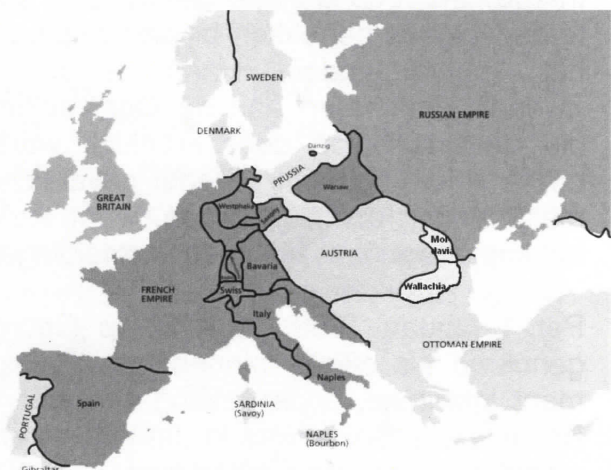 SWEDEN
RUSSIAN EMPIRE
DENMARK
Danzig
PRUSSIA
Warsaw
GREAT
BRITAIN
Westphalia
Saxony
Mol
davia
AUSTRIA
Bavaria
FRENCH
EMPIRE
Swiss
Wallachia
Italy
OTTOMAN EMPIRE
Naples
Spain
PORTUGAL
SARDINIA
(Savoy)
NAPLES
(Bourbon)
Gibraltar